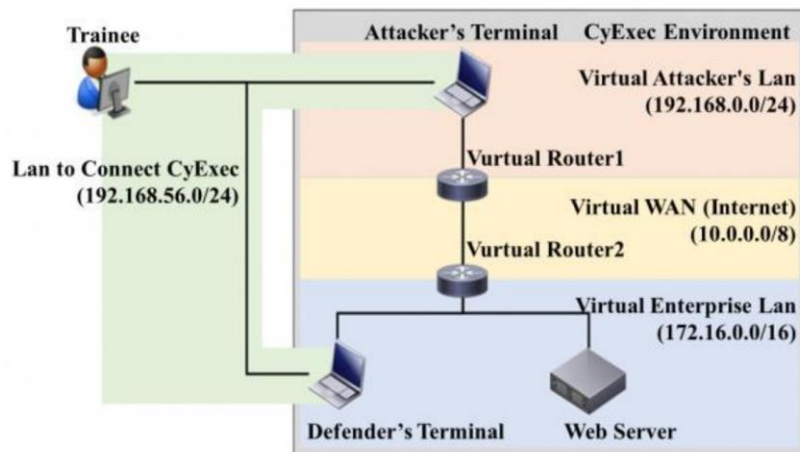 Trainee
Attacker's Terminal
CyExec Environment
Virtual Attacker's Lan
(192.168.0.0/24)
Vurtual Router1
Lan to Connect CyExec
(192.168.56.0/24)
Virtual WAN (Internet)
(10.0.0.0/8)
Vurtual Router2
Virtual Enterprise Lan
(172.16.0.0/16)
Defender's Terminal
Web Server